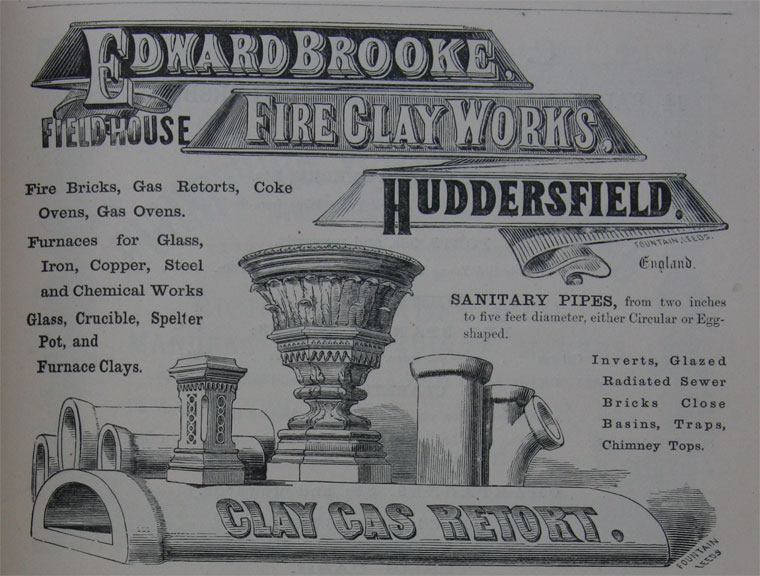 EDWARD BROOKE.
FIELD-HOUSE
FIRE CLAY WORKS.
HUDDERSFIELD.
FOUNTAIN, LEEDS.
England.
Fire Bricks, Gas Retorts, Coke
Ovens, Gas Ovens.
Furnaces for Glass,
Iron, Copper, Steel
and Chemical Works
Glass, Crucible, Spelter
Pot, and
Furnace Clays.
SANITARY PIPES, from two inches
to five feet diameter, either Circular or Egg-
shaped.
Inverts, Glazed
Radiated Sewer
Bricks Close
Basins, Traps,
Chimney Tops.
CLAY GAS RETORT.
FOUNTAIN
LEEDS